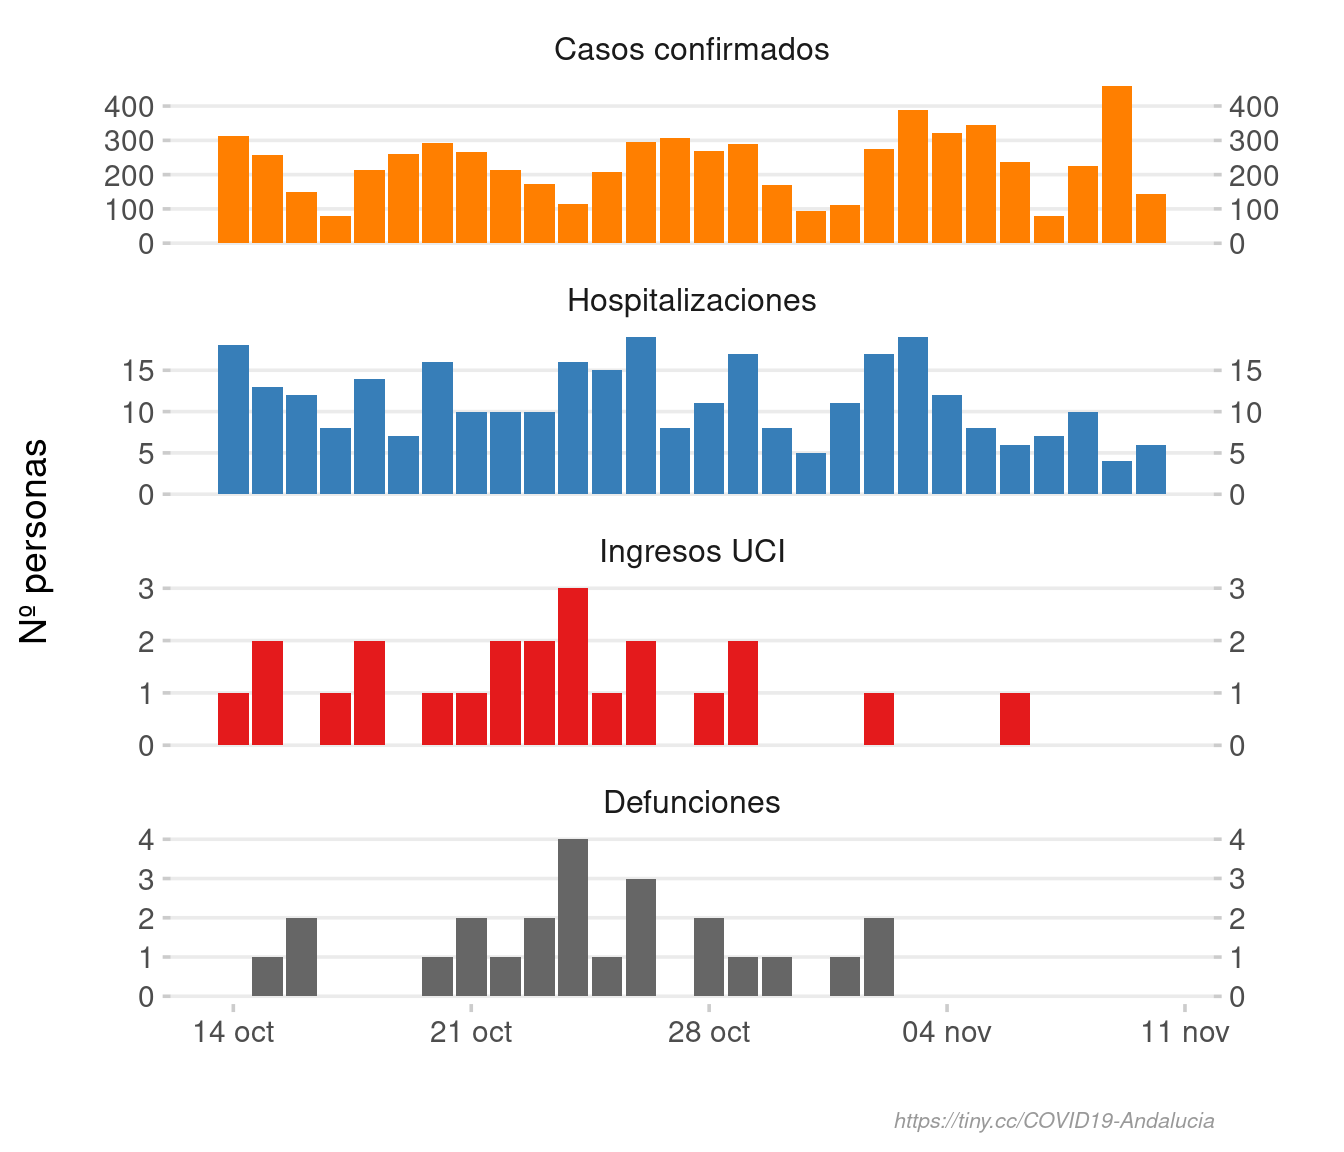 Casos confirmados
400 400
300 300
200 200
100 100
0 0
Hospitalizaciones
15 15
10 10
5 5
0 0
Nº personas
Ingresos UCI
3 3
2 2
1 1
0 0
Defunciones
4 4
3 3
2 2
1 1
0 0
14 oct 21 oct 28 oct 04 nov 11 nov
https://tiny.cc/COVID19-Andalucia